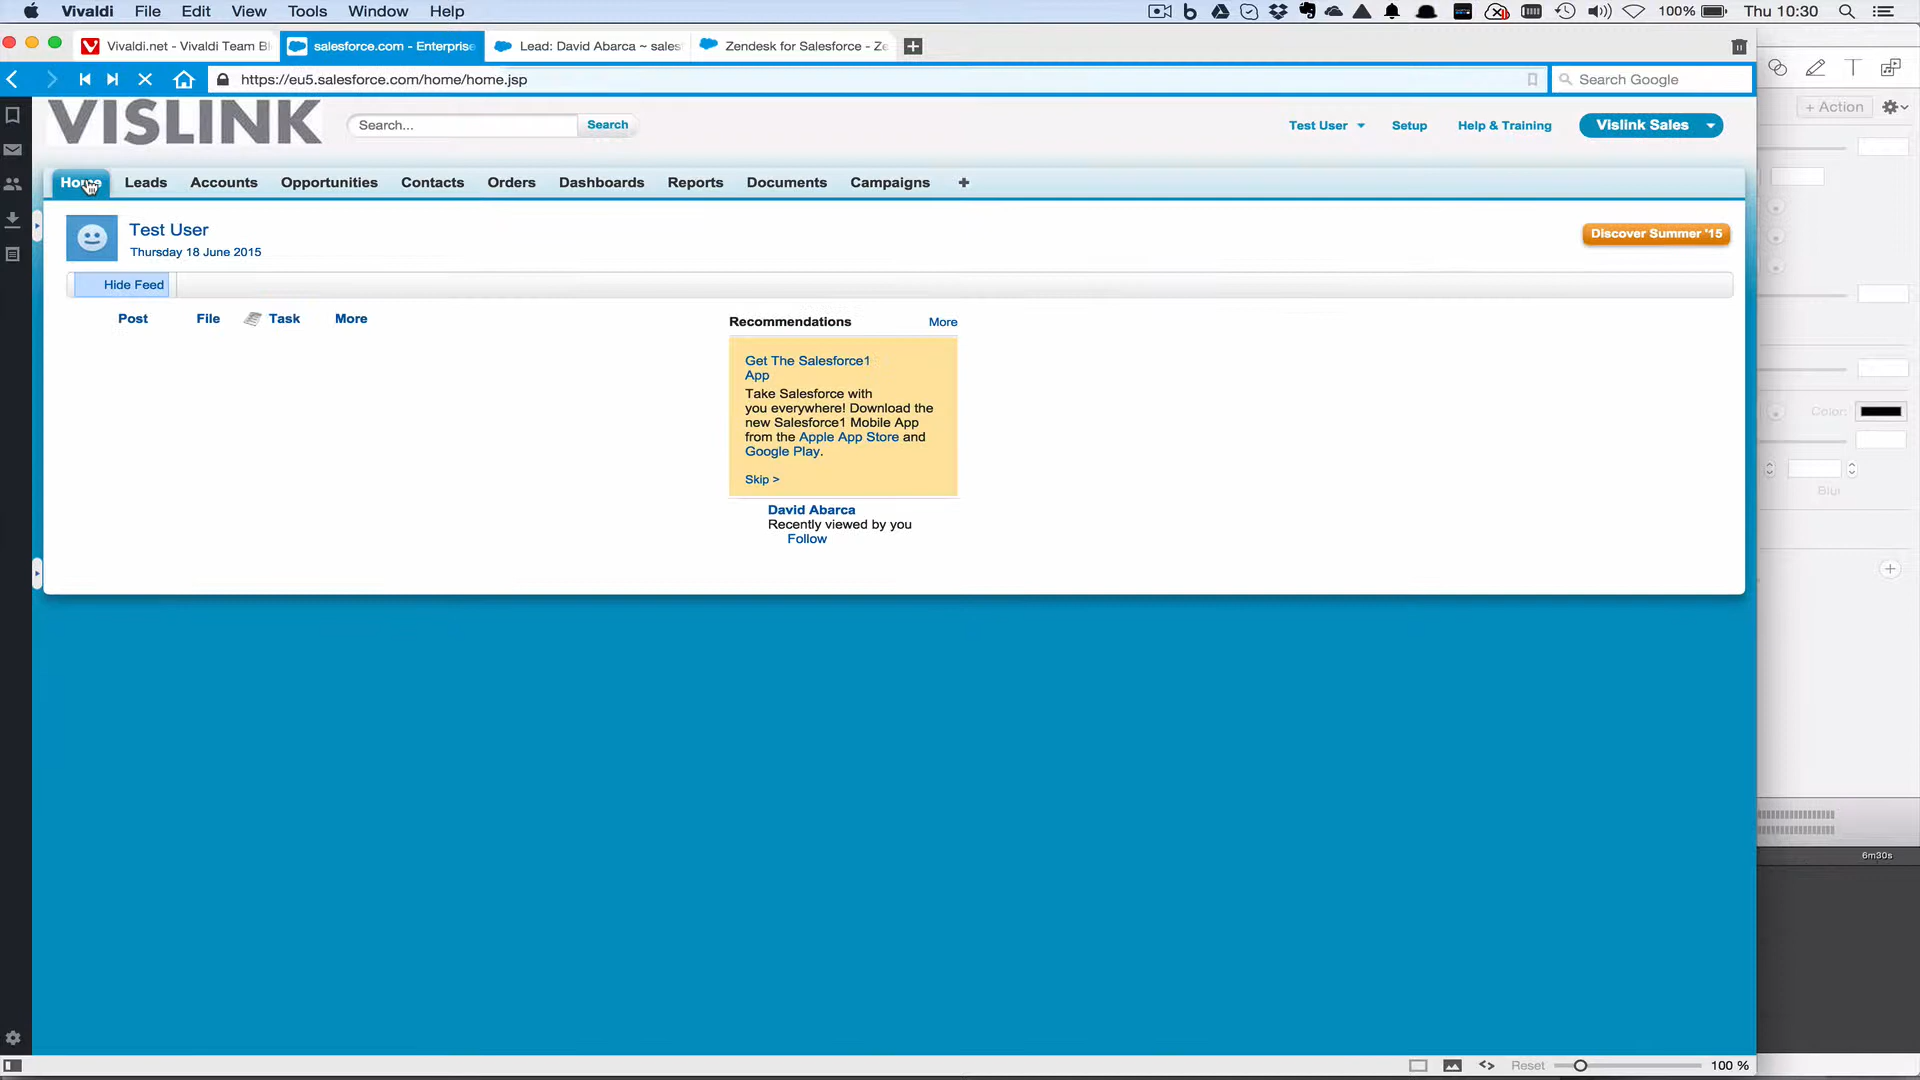 Vivaldi File Edit View Tools Window Help 100% Thu 10:30
Vivaldi.net - Vivaldi Team Bl salesforce.com - Enterprise Lead: David Abarca ~ sales Zendesk for Salesforce - Ze
https://eu5.salesforce.com/home/home.jsp Search Google
+ Action
VISLINK Search... Search Test User Setup Help & Training Vislink Sales
Home Leads Accounts Opportunities Contacts Orders Dashboards Reports Documents Campaigns +
Test User
Thursday 18 June 2015
Discover Summer '15
Hide Feed
Post File Task More
Recommendations More
Get The Salesforce1
App
Take Salesforce with
you everywhere! Download the
new Salesforce1 Mobile App
from the Apple App Store and
Google Play.
Skip >
David Abarca
Recently viewed by you
Follow
Color:
Blur
6m30s
Reset 100 %